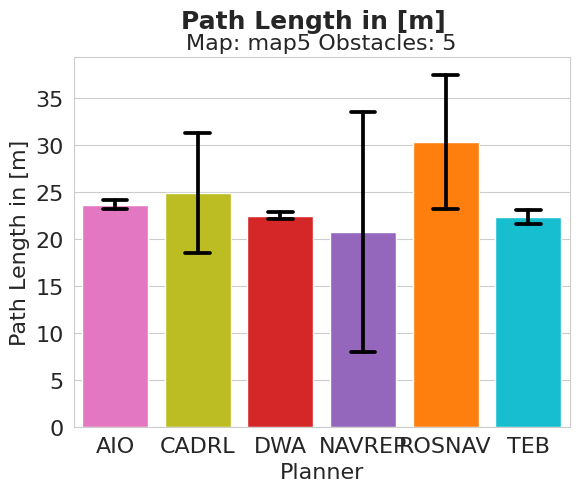 Path Length in [m]
Map: map5 Obstacles: 5
Path Length in [m]
35
30
25
20
15
10
5
0
AIO CADRL DWA NAVREP ROSNAV TEB
Planner